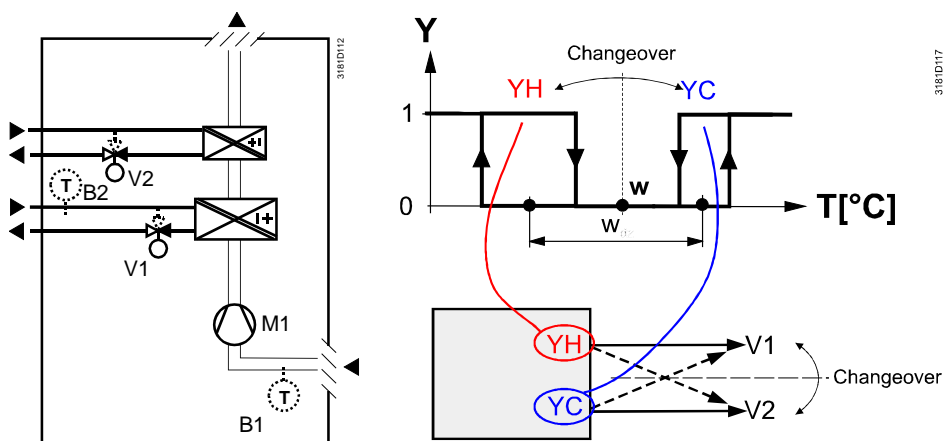 3181D112
V2
T
B2
V1
M1
T
B1
Y
Changeover
3181D117
YH
YC
1
w
0
T[°C]
w
YH
V1
Changeover
YC
V2